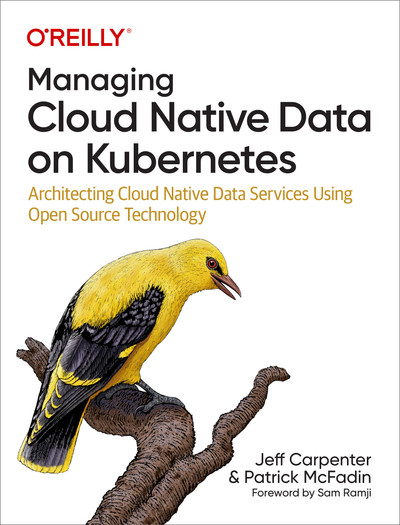 O'REILLY®
Managing
Cloud Native Data
on Kubernetes
Architecting Cloud Native Data Services Using
Open Source Technology
Jeff Carpenter
& Patrick McFadin
Foreword by Sam Ramji